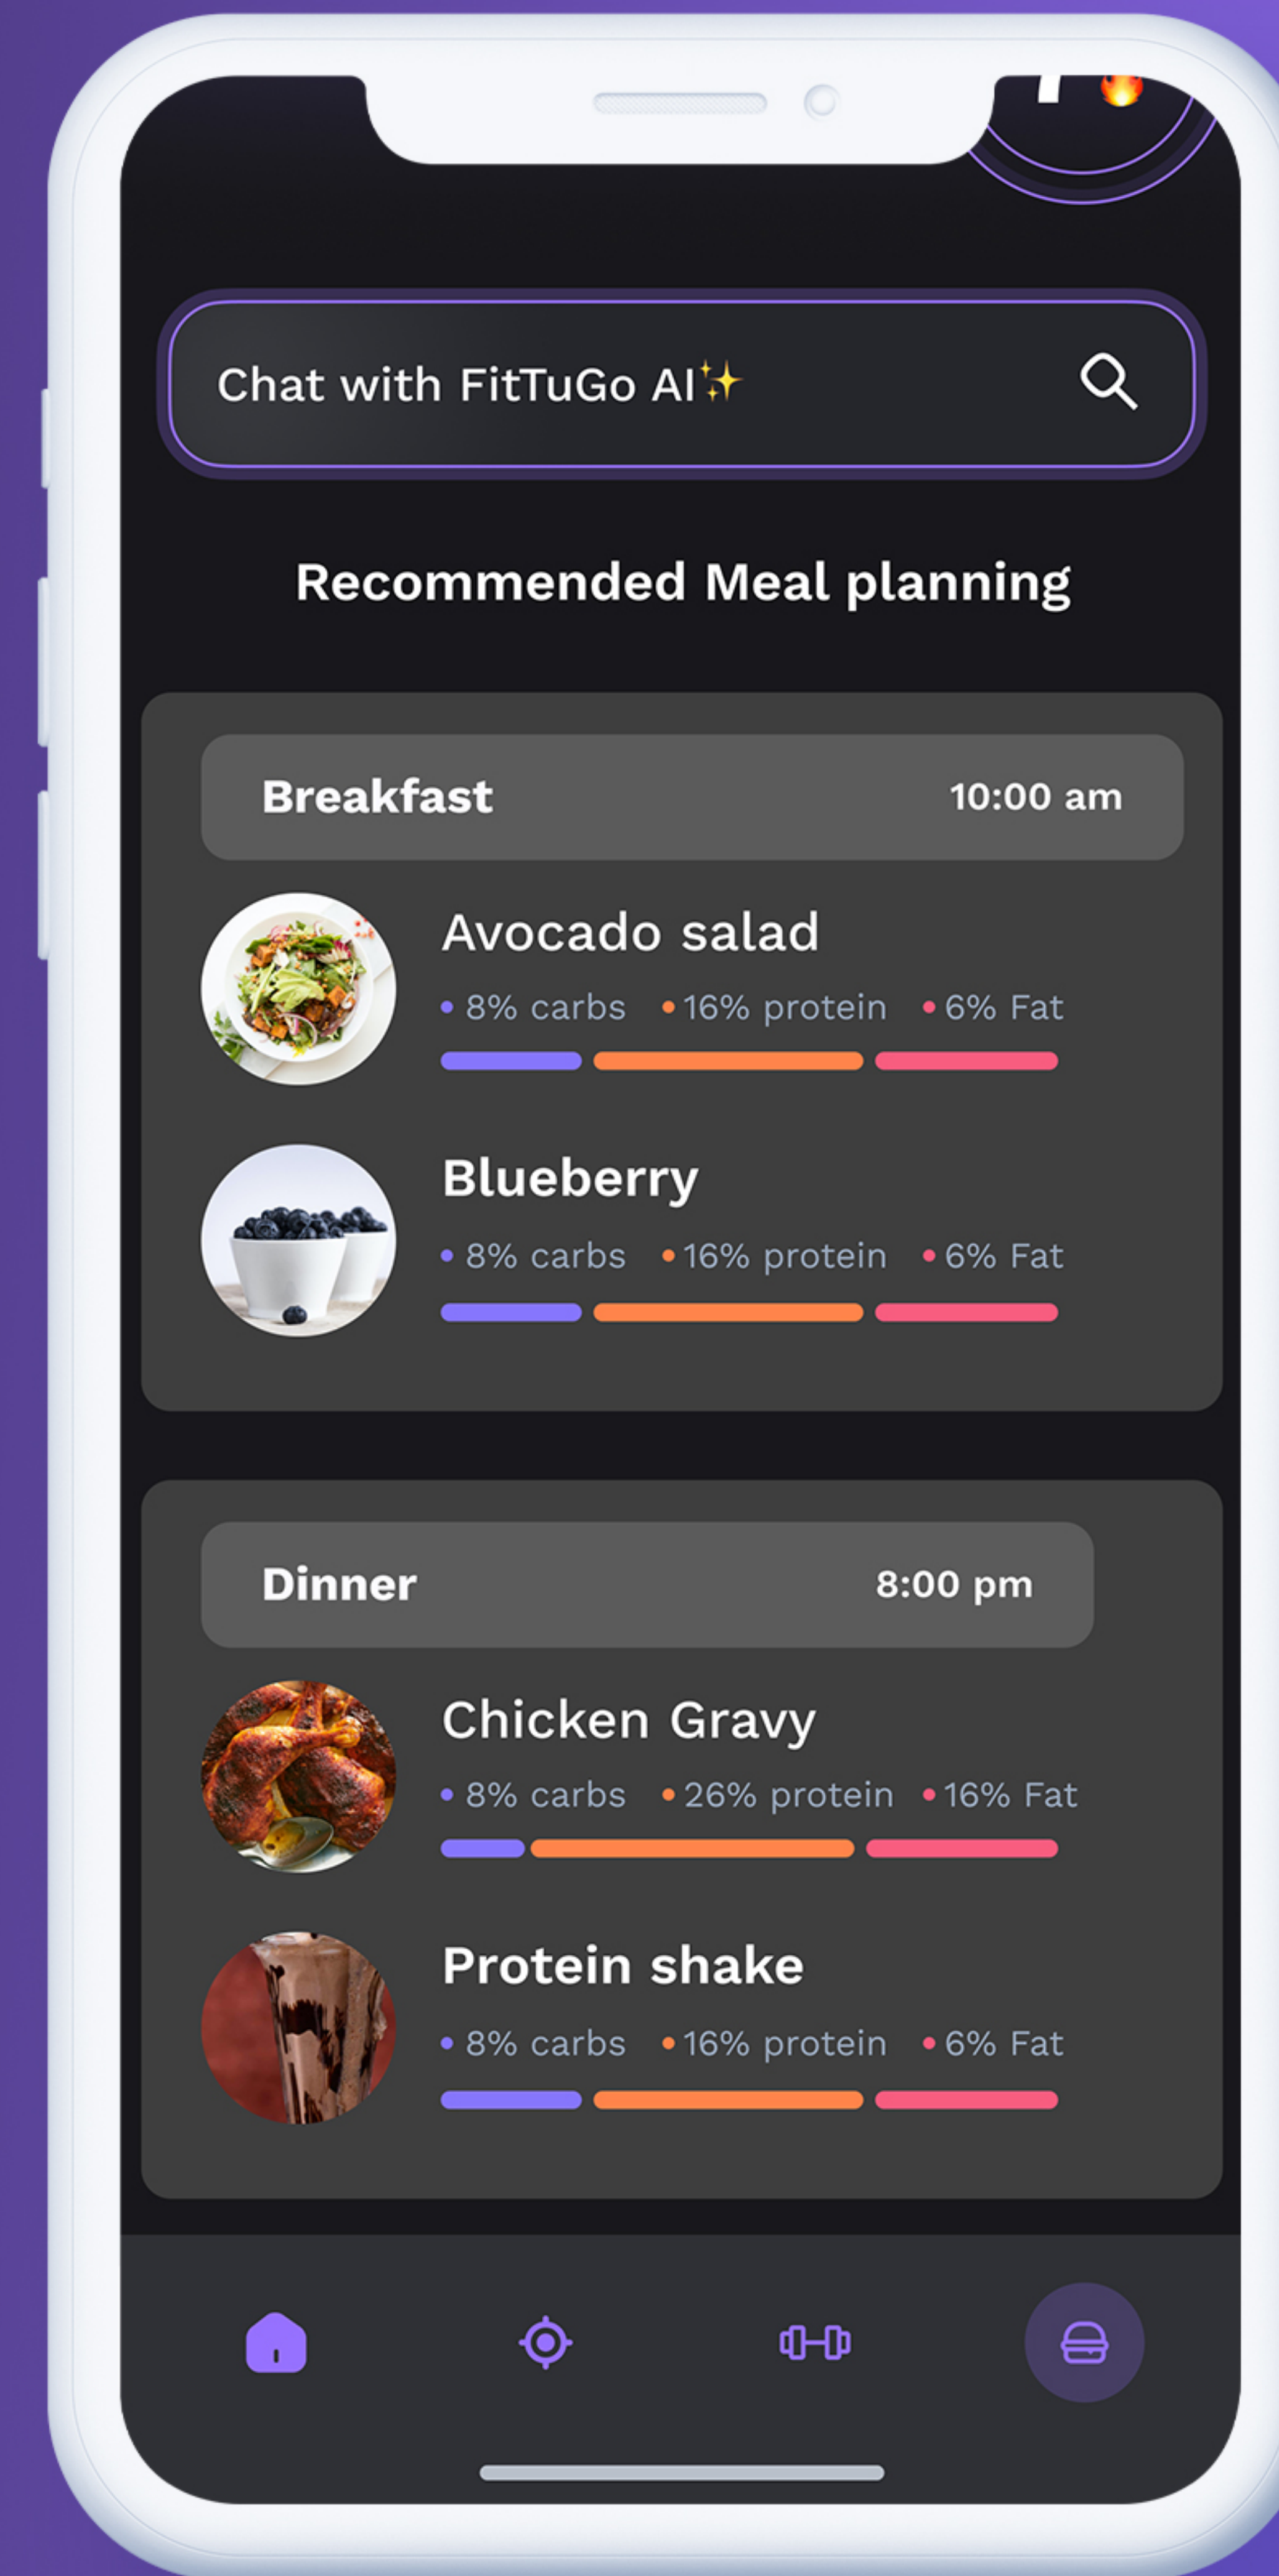 Chat with FitTuGo AI✨
Recommended Meal planning
Breakfast 10:00 am
Avocado salad
• 8% carbs • 16% protein • 6% Fat
Blueberry
• 8% carbs • 16% protein • 6% Fat
Dinner 8:00 pm
Chicken Gravy
• 8% carbs • 26% protein • 16% Fat
Protein shake
• 8% carbs • 16% protein • 6% Fat